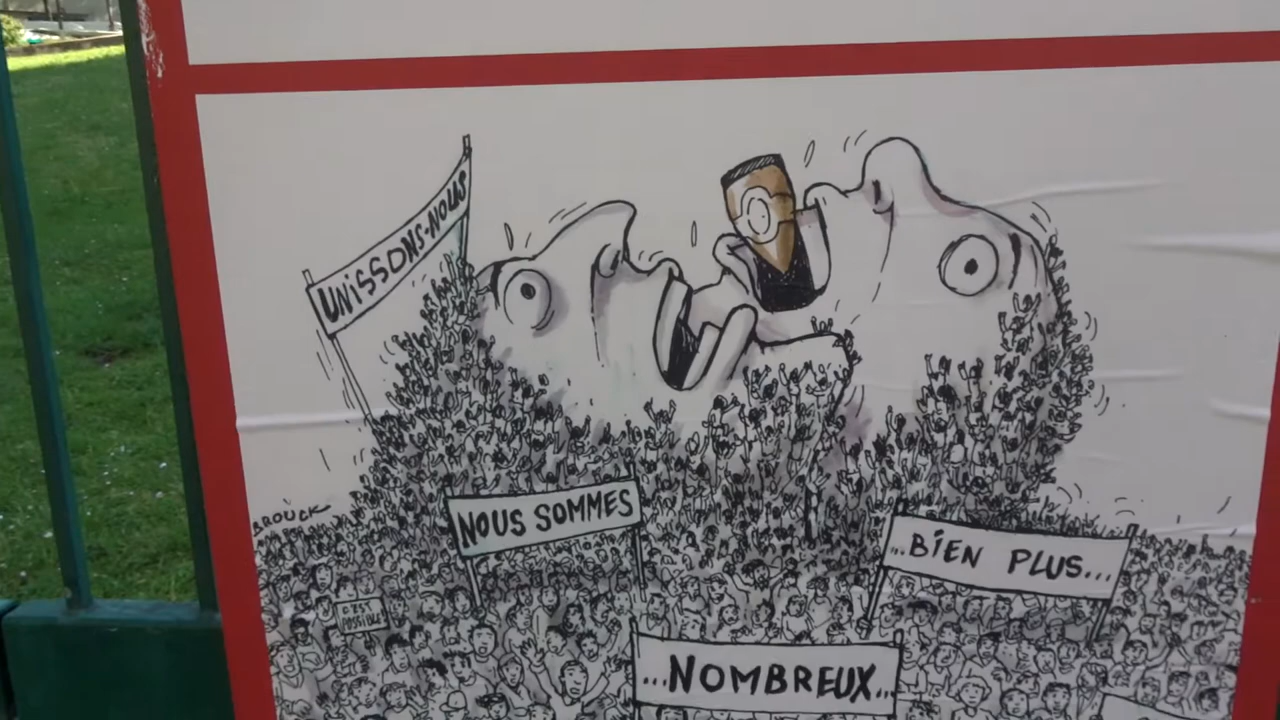 UNISSONS-NOUS
NOUS SOMMES
BROUCK
...BIEN PLUS...
C'EST
POSSIBLE
...NOMBREUX...